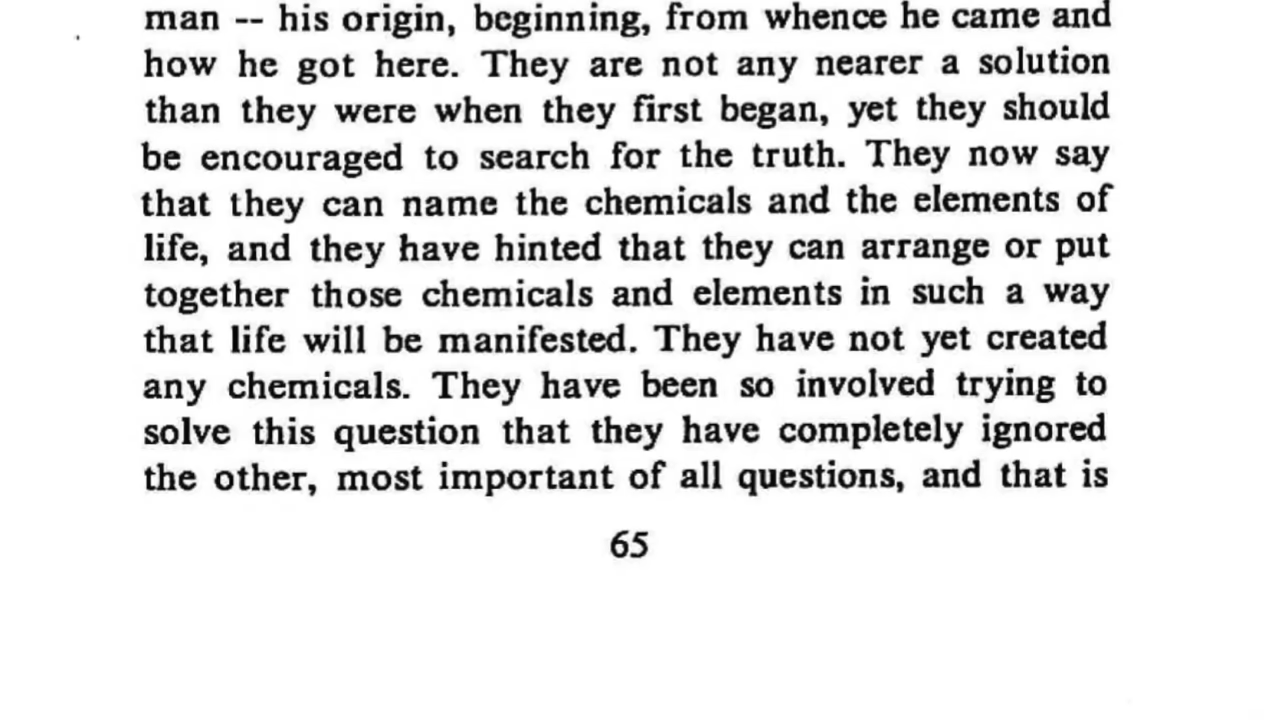 man -- his origin, beginning, from whence he came and
how he got here. They are not any nearer a solution
than they were when they first began, yet they should
be encouraged to search for the truth. They now say
that they can name the chemicals and the elements of
life, and they have hinted that they can arrange or put
together those chemicals and elements in such a way
that life will be manifested. They have not yet created
any chemicals. They have been so involved trying to
solve this question that they have completely ignored
the other, most important of all questions, and that is
65